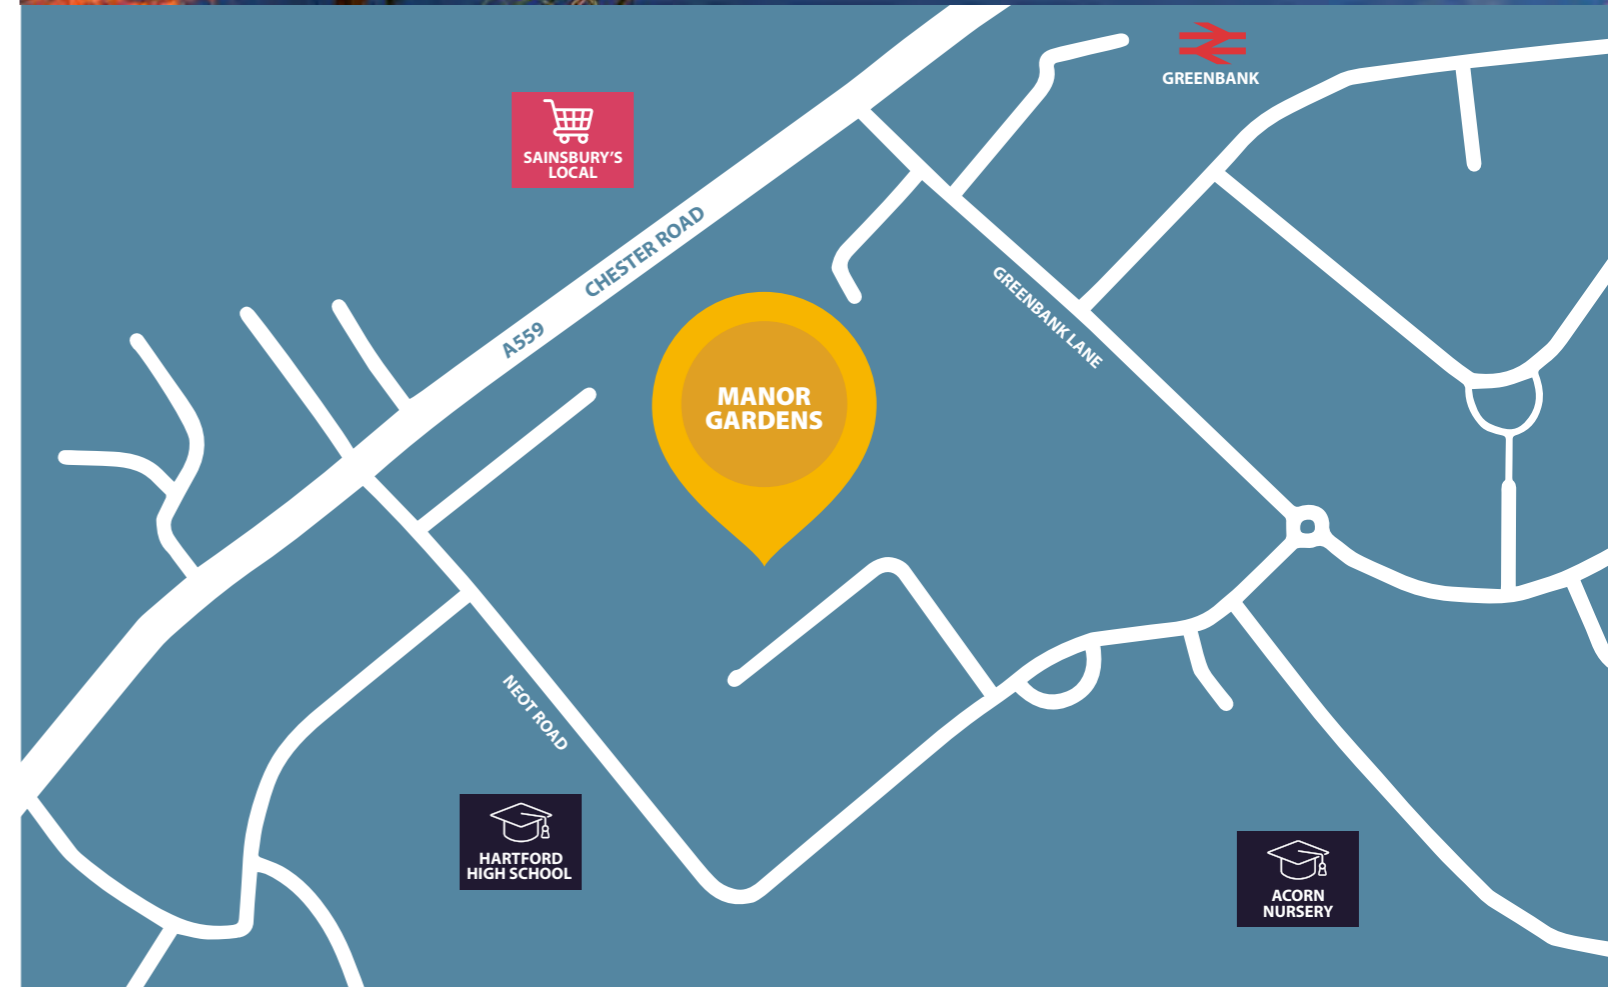 GREENBANK
SAINSBURY'S
LOCAL
CHESTER ROAD
A559
GREENBANK LANE
MANOR
GARDENS
NEOT ROAD
HARTFORD
HIGH SCHOOL
ACORN
NURSERY